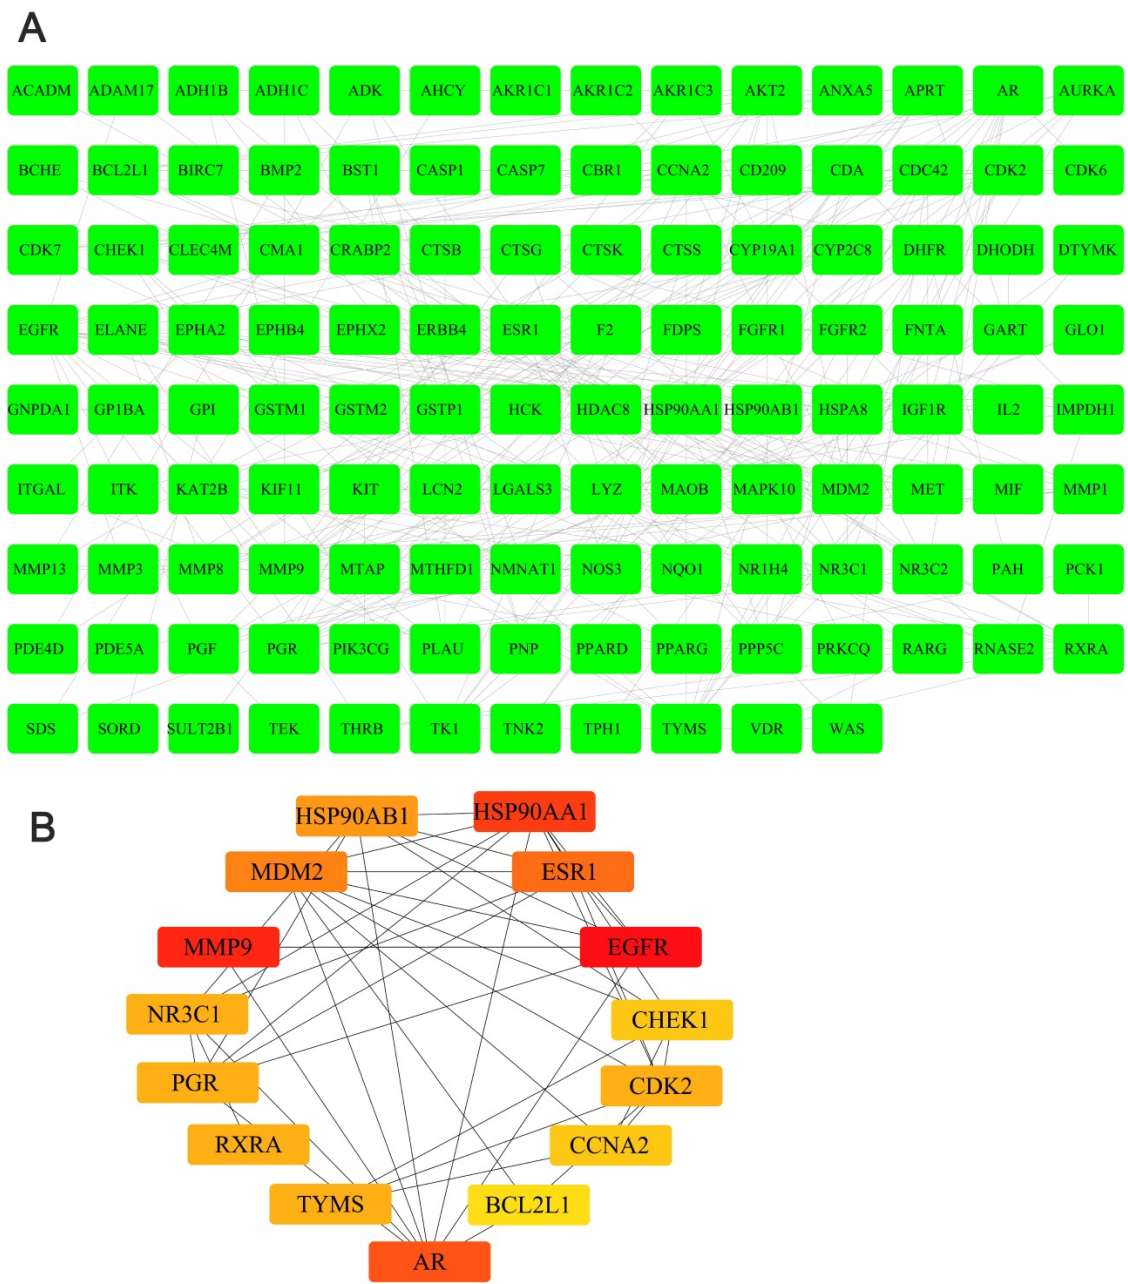 A
ACADM ADAM17 ADH1B ADH1C ADK AHCY AKR1C1 AKR1C2 AKR1C3 AKT2 ANXA5 APRT AR AURKA
BCHE BCL2L1 BIRC7 BMP2 BST1 CASP1 CASP7 CBR1 CCNA2 CD209 CDA CDC42 CDK2 CDK6
CDK7 CHEK1 CLEC4M CMA1 CRABP2 CTSB CTSG CTSK CTSS CYP19A1 CYP2C8 DHFR DHODH DTYMK
EGFR ELANE EPHA2 EPHB4 EPHX2 ERBB4 ESR1 F2 FDPS FGFR1 FGFR2 FNTA GART GLO1
GNPDA1 GP1BA GPI GSTM1 GSTM2 GSTP1 HCK HDAC8 HSP90AA1 HSP90AB1 HSPA8 IGF1R IL2 IMPDH1
ITGAL ITK KAT2B KIF11 KIT LCN2 LGALS3 LYZ MAOB MAPK10 MDM2 MET MIF MMP1
MMP13 MMP3 MMP8 MMP9 MTAP MTHFD1 NMNAT1 NOS3 NQO1 NR1H4 NR3C1 NR3C2 PAH PCK1
PDE4D PDE5A PGF PGR PIK3CG PLAU PNP PPARD PPARG PPP5C PRKCQ RARG RNASE2 RXRA
SDS SORD SULT2B1 TEK THRB TK1 TNK2 TPH1 TYMS VDR WAS
B
HSP90AB1 HSP90AA1
MDM2 ESR1
MMP9 EGFR
NR3C1 CHEK1
PGR CDK2
RXRA CCNA2
TYMS BCL2L1
AR